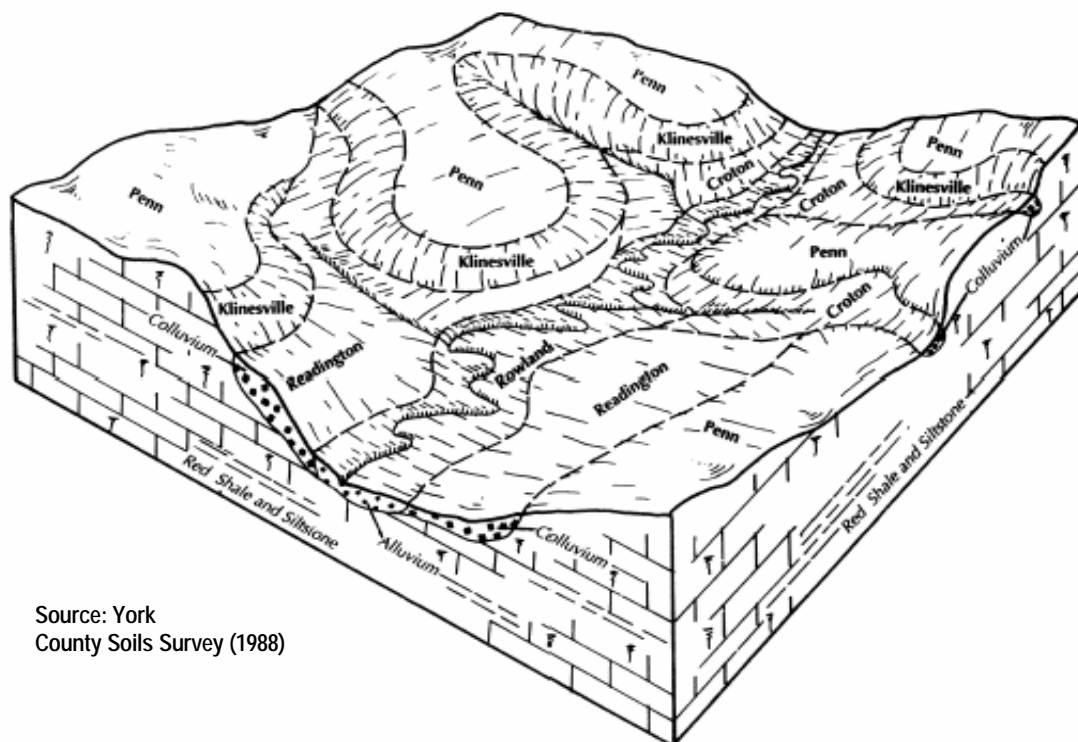 Penn
Klinesville
Croton
Penn
Klinesville
Croton
Penn
Penn
Klinesville
Penn
Croton
Colluvium
Klinesville
Colluvium
Readington
Rowland
Readington
Penn
Red Shale and Siltstone
Alluvium
Colluvium
Red Shale and Siltstone
Source: York
County Soils Survey (1988)